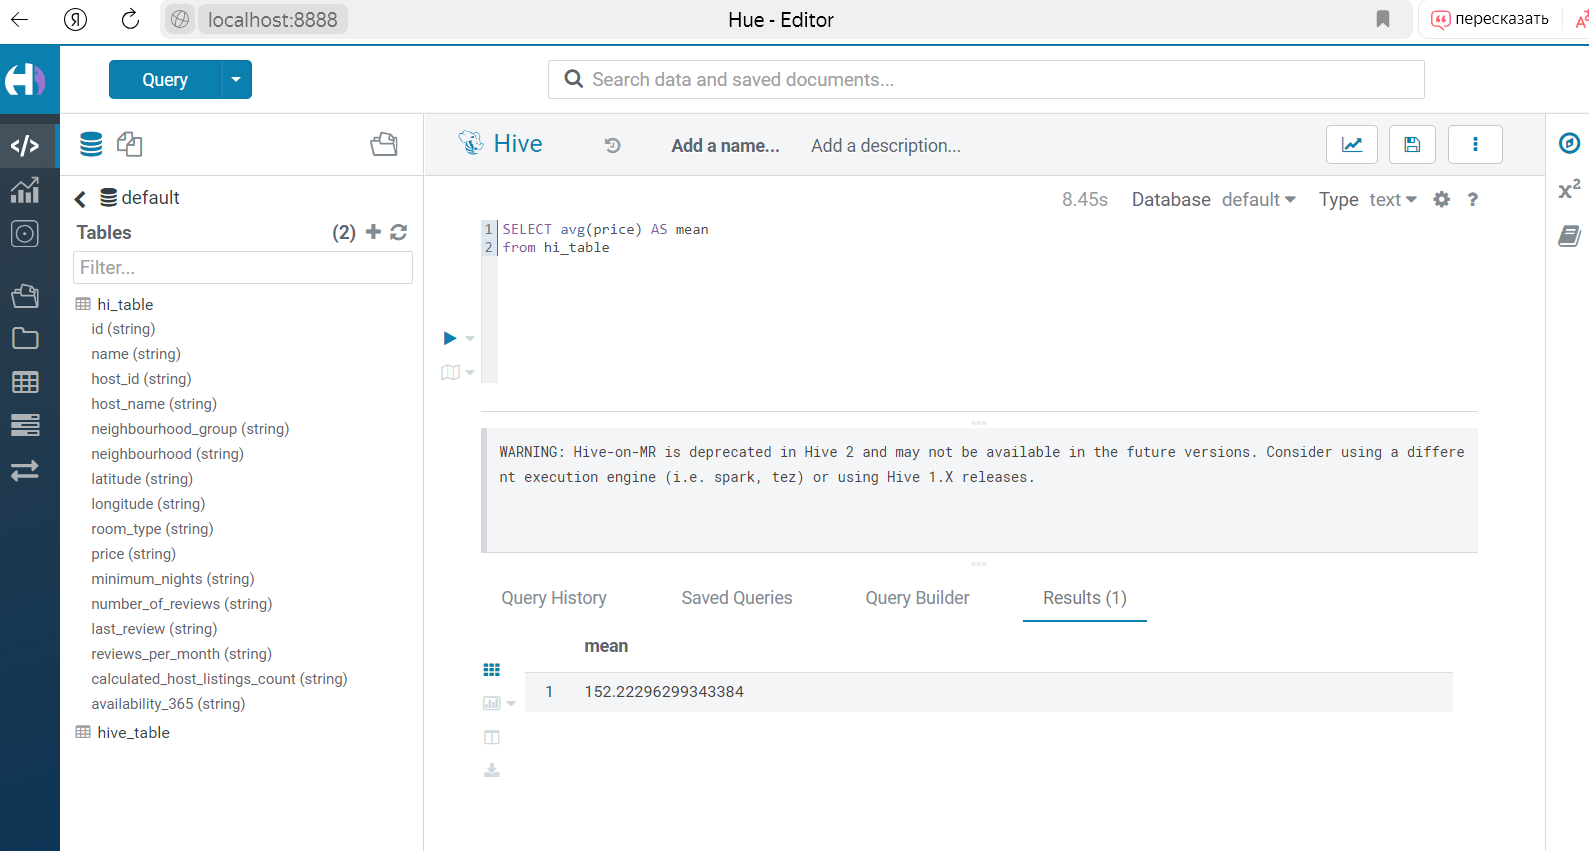 Я localhost:8888 Hue - Editor пересказать
Query Search data and saved documents...
Hive Add a name... Add a description...
default
Tables (2)
Filter...
hi_table
id (string)
name (string)
host_id (string)
host_name (string)
neighbourhood_group (string)
neighbourhood (string)
latitude (string)
longitude (string)
room_type (string)
price (string)
minimum_nights (string)
number_of_reviews (string)
last_review (string)
reviews_per_month (string)
calculated_host_listings_count (string)
availability_365 (string)
hive_table
8.45s Database default Type text ?
1 SELECT avg(price) AS mean
2 from hi_table
WARNING: Hive-on-MR is deprecated in Hive 2 and may not be available in the future versions. Consider using a differe
nt execution engine (i.e. spark, tez) or using Hive 1.X releases.
Query History Saved Queries Query Builder Results (1)
mean
1 152.22296299343384
x²